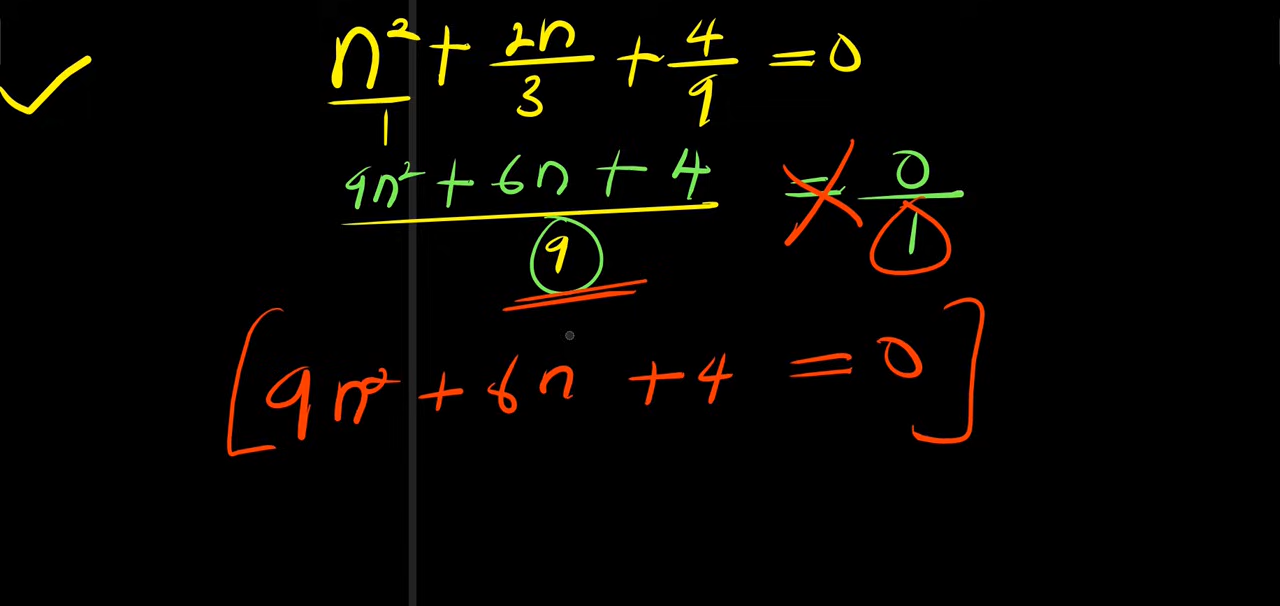 n²/1 + 2n/3 + 4/9 = 0
9n² + 6n + 4 / 9 = 0/1
[9n² + 6n + 4 = 0]